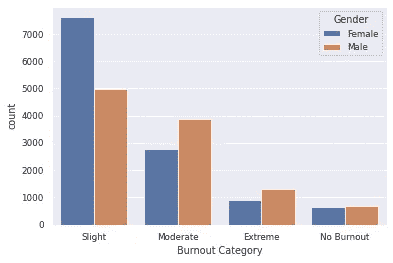 Gender
Female
Male
7000
6000
5000
4000
3000
2000
1000
0
count
Slight
Moderate
Extreme
No Burnout
Burnout Category